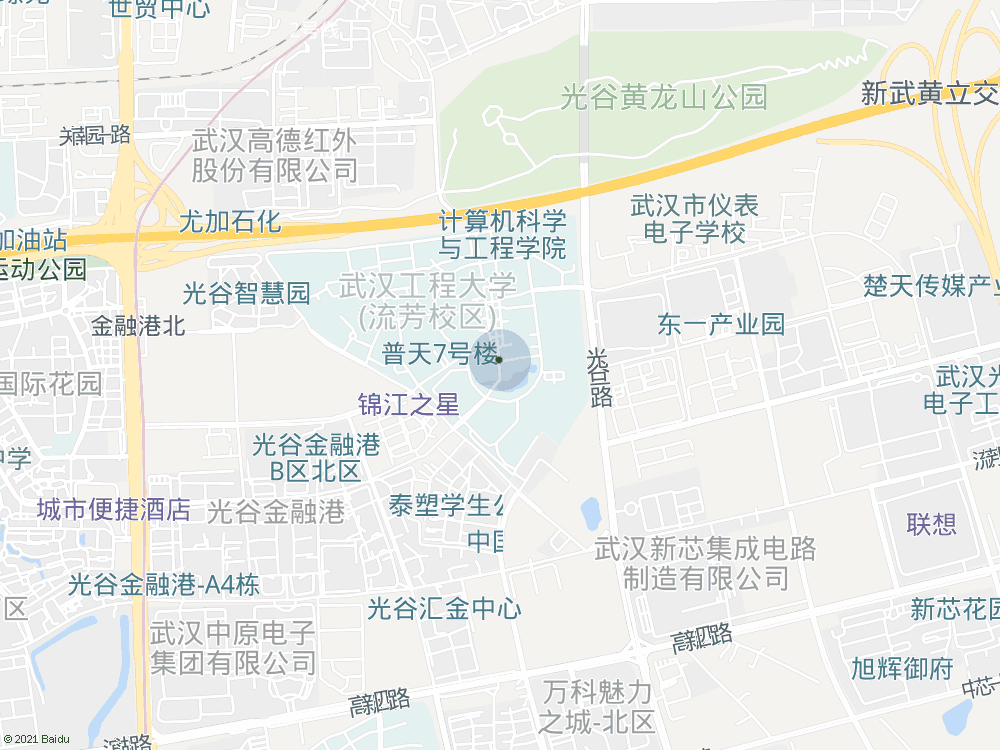 世贸中心
光谷黄龙山公园
新武黄立交
关南园一路
武汉高德红外
股份有限公司
尤加石化
计算机科学
与工程学院
武汉市仪表
电子学校
加油站
运动公园
光谷智慧园
武汉工程大学
(流芳校区)
楚天传媒产业
金融港北
东一产业园
普天7号楼
光谷一路
国际花园
武汉光
电子工
锦江之星
光谷金融港
B区北区
中学
城市便捷酒店
光谷金融港
泰塑学生公
中国
联想
武汉新芯集成电路
制造有限公司
光谷金融港-A4栋
区
光谷汇金中心
新芯花园
武汉中原电子
集团有限公司
高新四路
旭辉御府
万科魅力
之城-北区
高新四路
中芯一
© 2021 Baidu